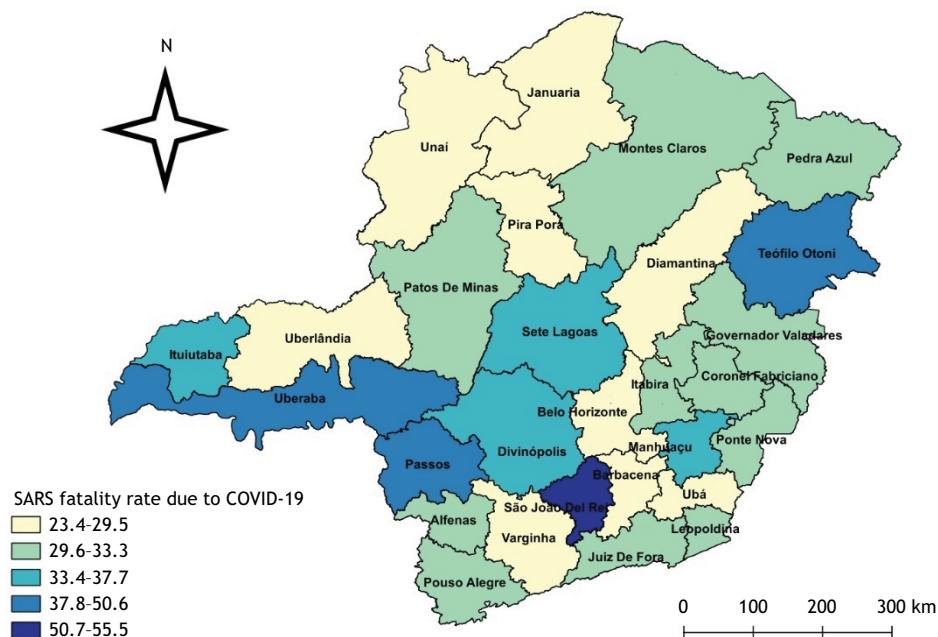 N
Januaria
Unaí
Montes Claros
Pedra Azul
Pira Pora
Teófilo Otoni
Diamantina
Patos De Minas
Sete Lagoas
Governador Valadares
Uberlândia
Ituiutaba
Coronel Fabriciano
Itabira
Uberaba
Belo Horizonte
Manhuaçu
Ponte Nova
Divinópolis
Passos
Barbacena
Ubá
São João Del Rei
Alfenas
Leopoldina
Varginha
Juiz De Fora
Pouso Alegre
SARS fatality rate due to COVID-19
23.4-29.5
29.6-33.3
33.4-37.7
37.8-50.6
50.7-55.5
0 100 200 300 km